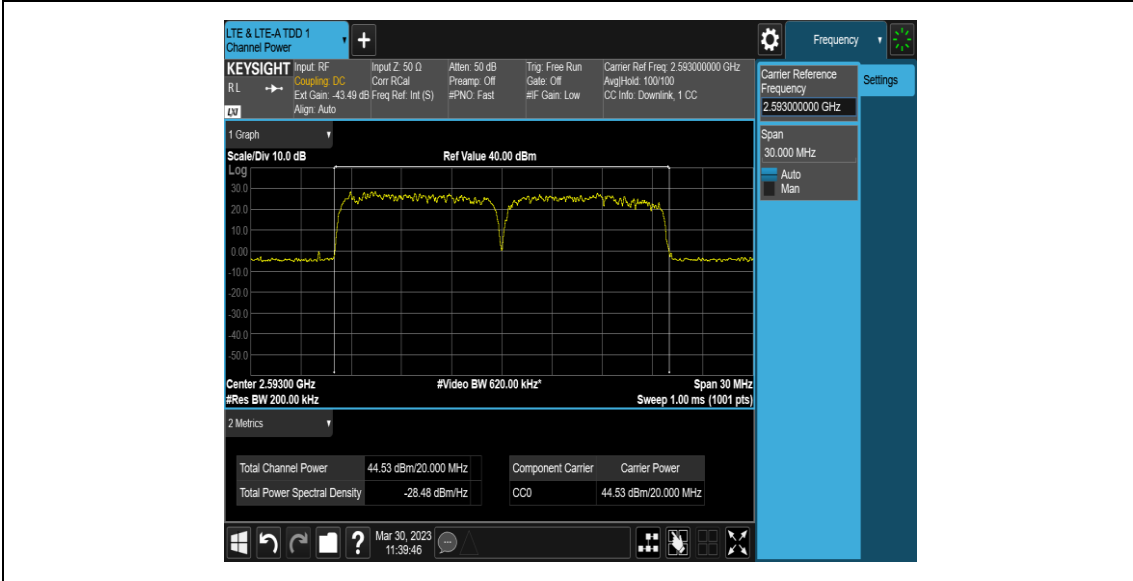 LTE & LTE-A TDD 1
Channel Power
Frequency
KEYSIGHT
RL
LXI
Input: RF
Coupling: DC
Ext Gain: -43.49 dB
Align: Auto
Input Z: 50 Ω
Corr RCal
Freq Ref: Int (S)
Atten: 50 dB
Preamp: Off
#PNO: Fast
Trig: Free Run
Gate: Off
#IF Gain: Low
Carrier Ref Freq: 2.593000000 GHz
Avg|Hold: 100/100
CC Info: Downlink, 1 CC
Carrier Reference
Frequency
2.593000000 GHz
Settings
Span
30.000 MHz
Auto
Man
1 Graph
Scale/Div 10.0 dB
Ref Value 40.00 dBm
Log
30.0
20.0
10.0
0.00
-10.0
-20.0
-30.0
-40.0
-50.0
Center 2.59300 GHz
#Video BW 620.00 kHz*
Span 30 MHz
#Res BW 200.00 kHz
Sweep 1.00 ms (1001 pts)
2 Metrics
Total Channel Power 44.53 dBm/20.000 MHz
Total Power Spectral Density -28.48 dBm/Hz
Component Carrier Carrier Power
CC0 44.53 dBm/20.000 MHz
?
Mar 30, 2023
11:39:46